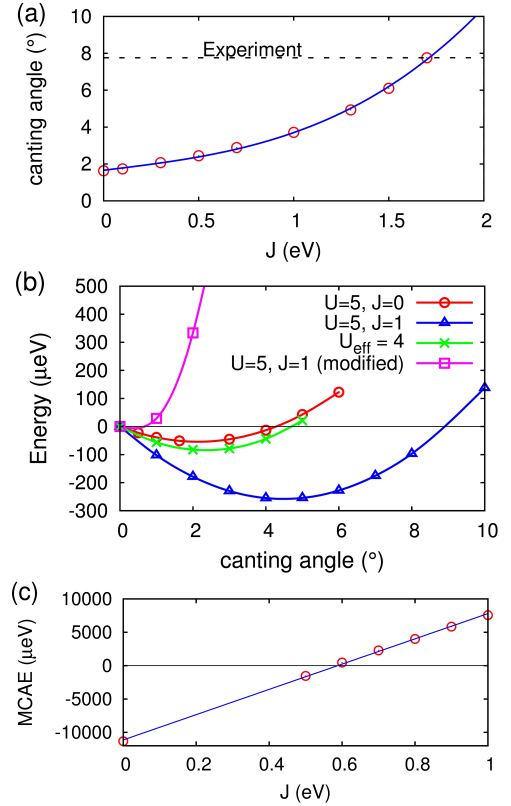 (a)
10
8
6
4
2
0
canting angle (°)
Experiment
0
0.5
1
1.5
2
J (eV)
(b)
500
400
300
200
100
0
-100
-200
-300
Energy (μeV)
U=5, J=0
U=5, J=1
Ueff = 4
U=5, J=1 (modified)
0
2
4
6
8
10
canting angle (°)
(c)
10000
5000
0
-5000
-10000
MCAE (μeV)
0
0.2
0.4
0.6
0.8
1
J (eV)